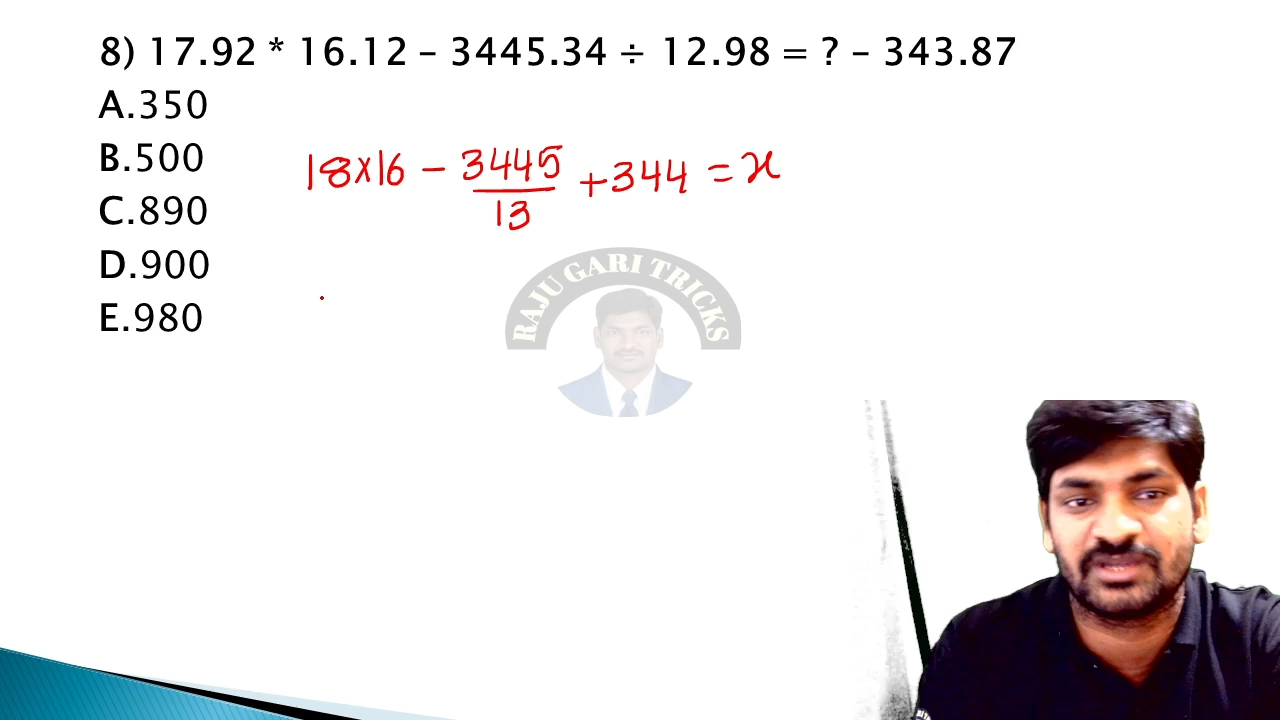 8) 17.92 * 16.12 – 3445.34 ÷ 12.98 = ? – 343.87
A.350
B.500
C.890
D.900
E.980
18x16 – 3445/13 + 344 = x
RAJU GARI TRICKS